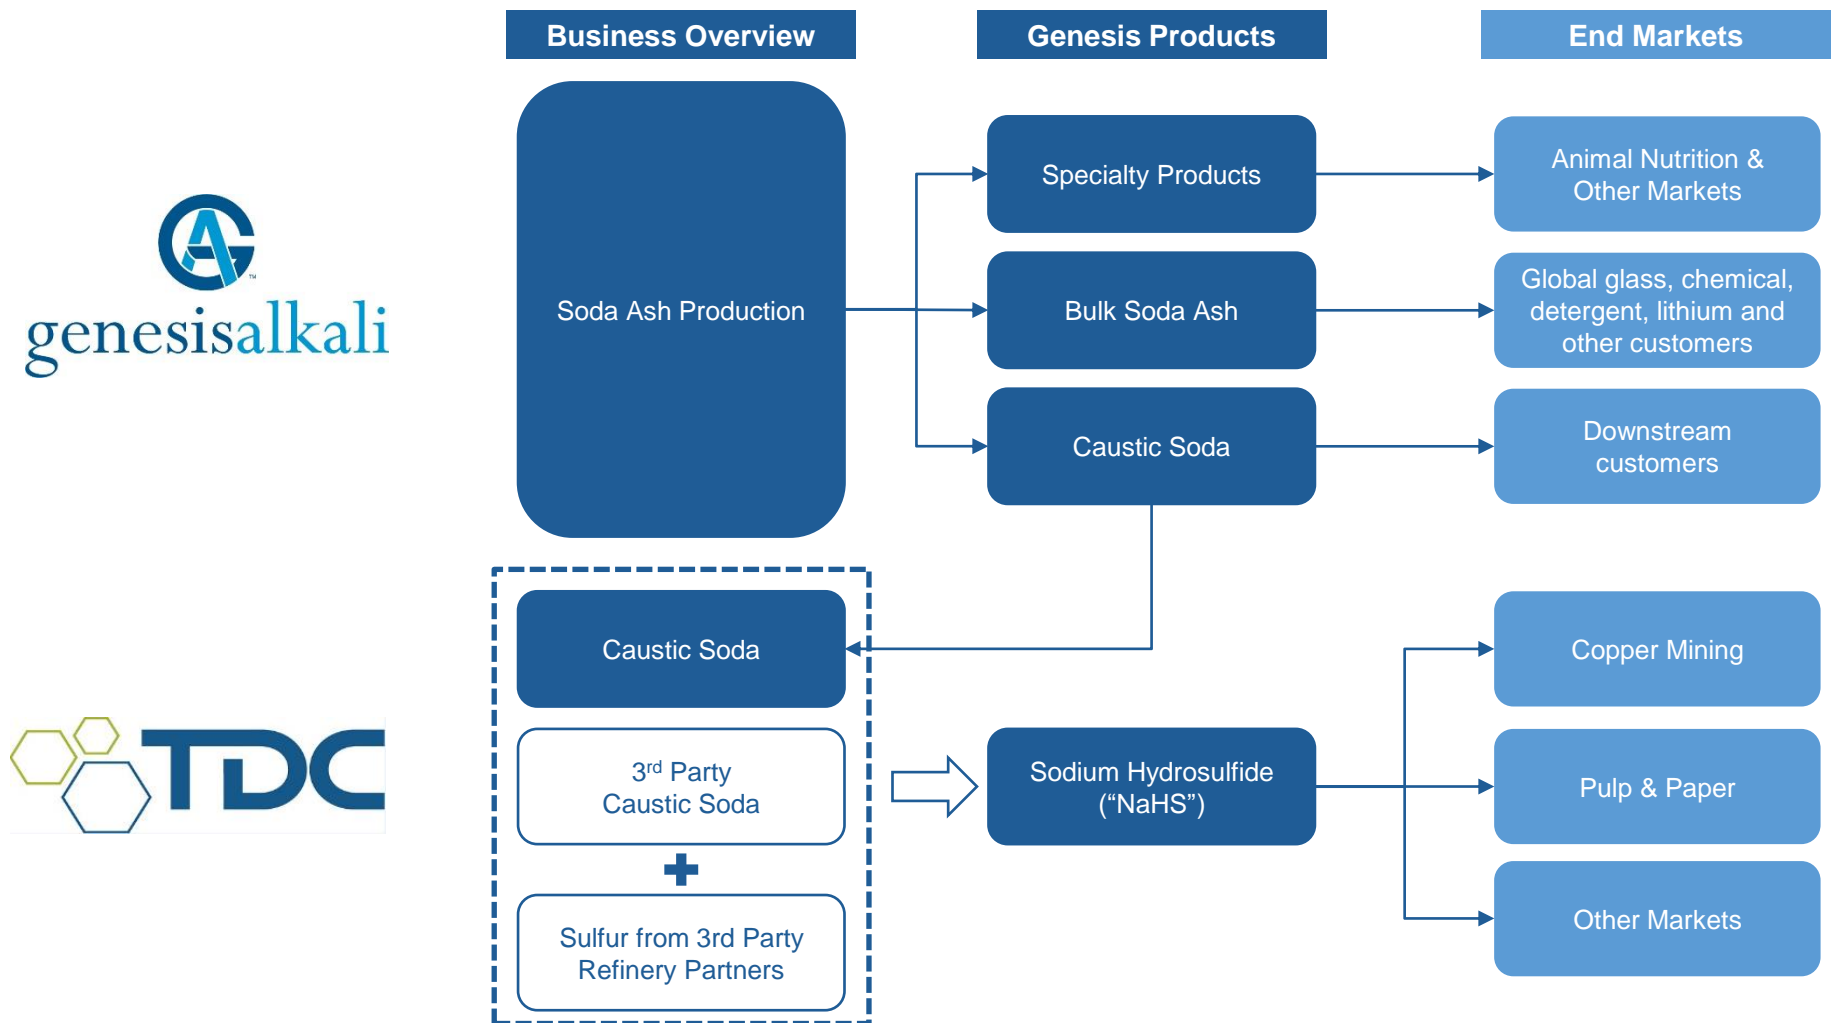 Business Overview
Genesis Products
End Markets
genesisalkali
TM
Soda Ash Production
Specialty Products
Animal Nutrition &
Other Markets
Bulk Soda Ash
Global glass, chemical,
detergent, lithium and
other customers
Caustic Soda
Downstream
customers
TDC
Caustic Soda
3rd Party
Caustic Soda
Sulfur from 3rd Party
Refinery Partners
Sodium Hydrosulfide
(“NaHS”)
Copper Mining
Pulp & Paper
Other Markets